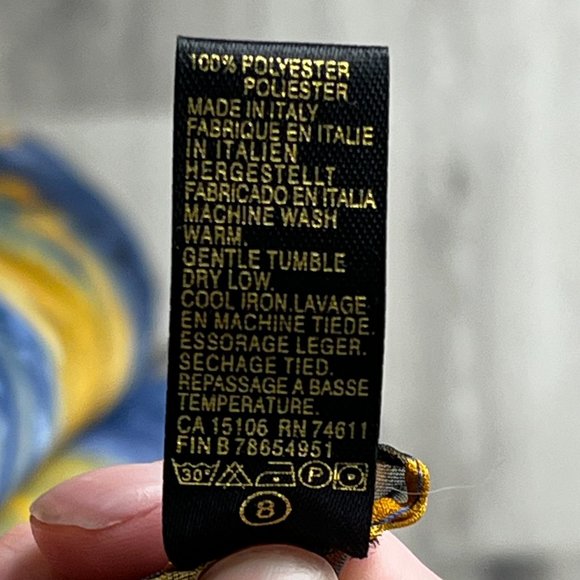 100% POLYESTER
POLIESTER
MADE IN ITALY
FABRIQUE EN ITALIE
IN ITALIEN
HERGESTELLT
FABRICADO EN ITALIA
MACHINE WASH
WARM.
GENTLE TUMBLE
DRY LOW.
COOL IRON.LAVAGE
EN MACHINE TIEDE.
ESSORAGE LEGER.
SECHAGE TIED.
REPASSAGE A BASSE
TEMPERATURE.
CA 15106 RN 74611
FIN B 78654951
30° P
8